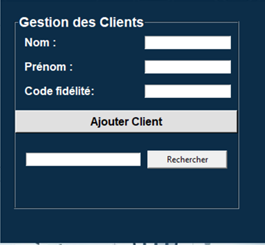 Gestion des Clients
Nom :
Prénom :
Code fidélité:
Ajouter Client
Rechercher